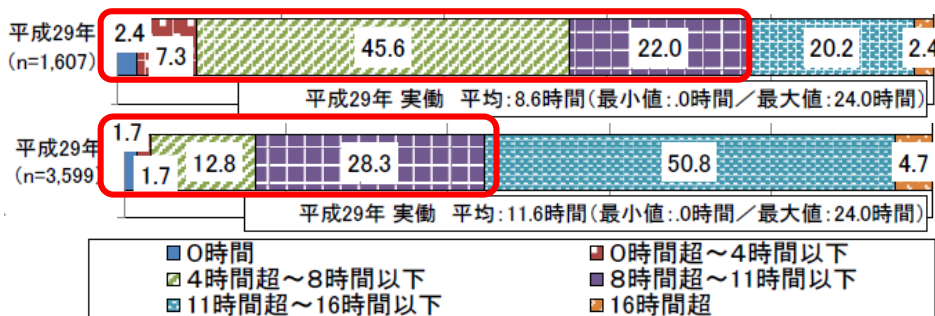 平成29年
(n=1,607)
2.4
7.3
45.6
22.0
20.2
2.4
平成29年 実働 平均:8.6時間(最小値:.0時間/最大値:24.0時間)
平成29年
(n=3,599)
1.7
1.7
12.8
28.3
50.8
4.7
平成29年 実働 平均:11.6時間(最小値:.0時間/最大値:24.0時間)
0時間
0時間超~4時間以下
4時間超~8時間以下
8時間超~11時間以下
11時間超~16時間以下
16時間超